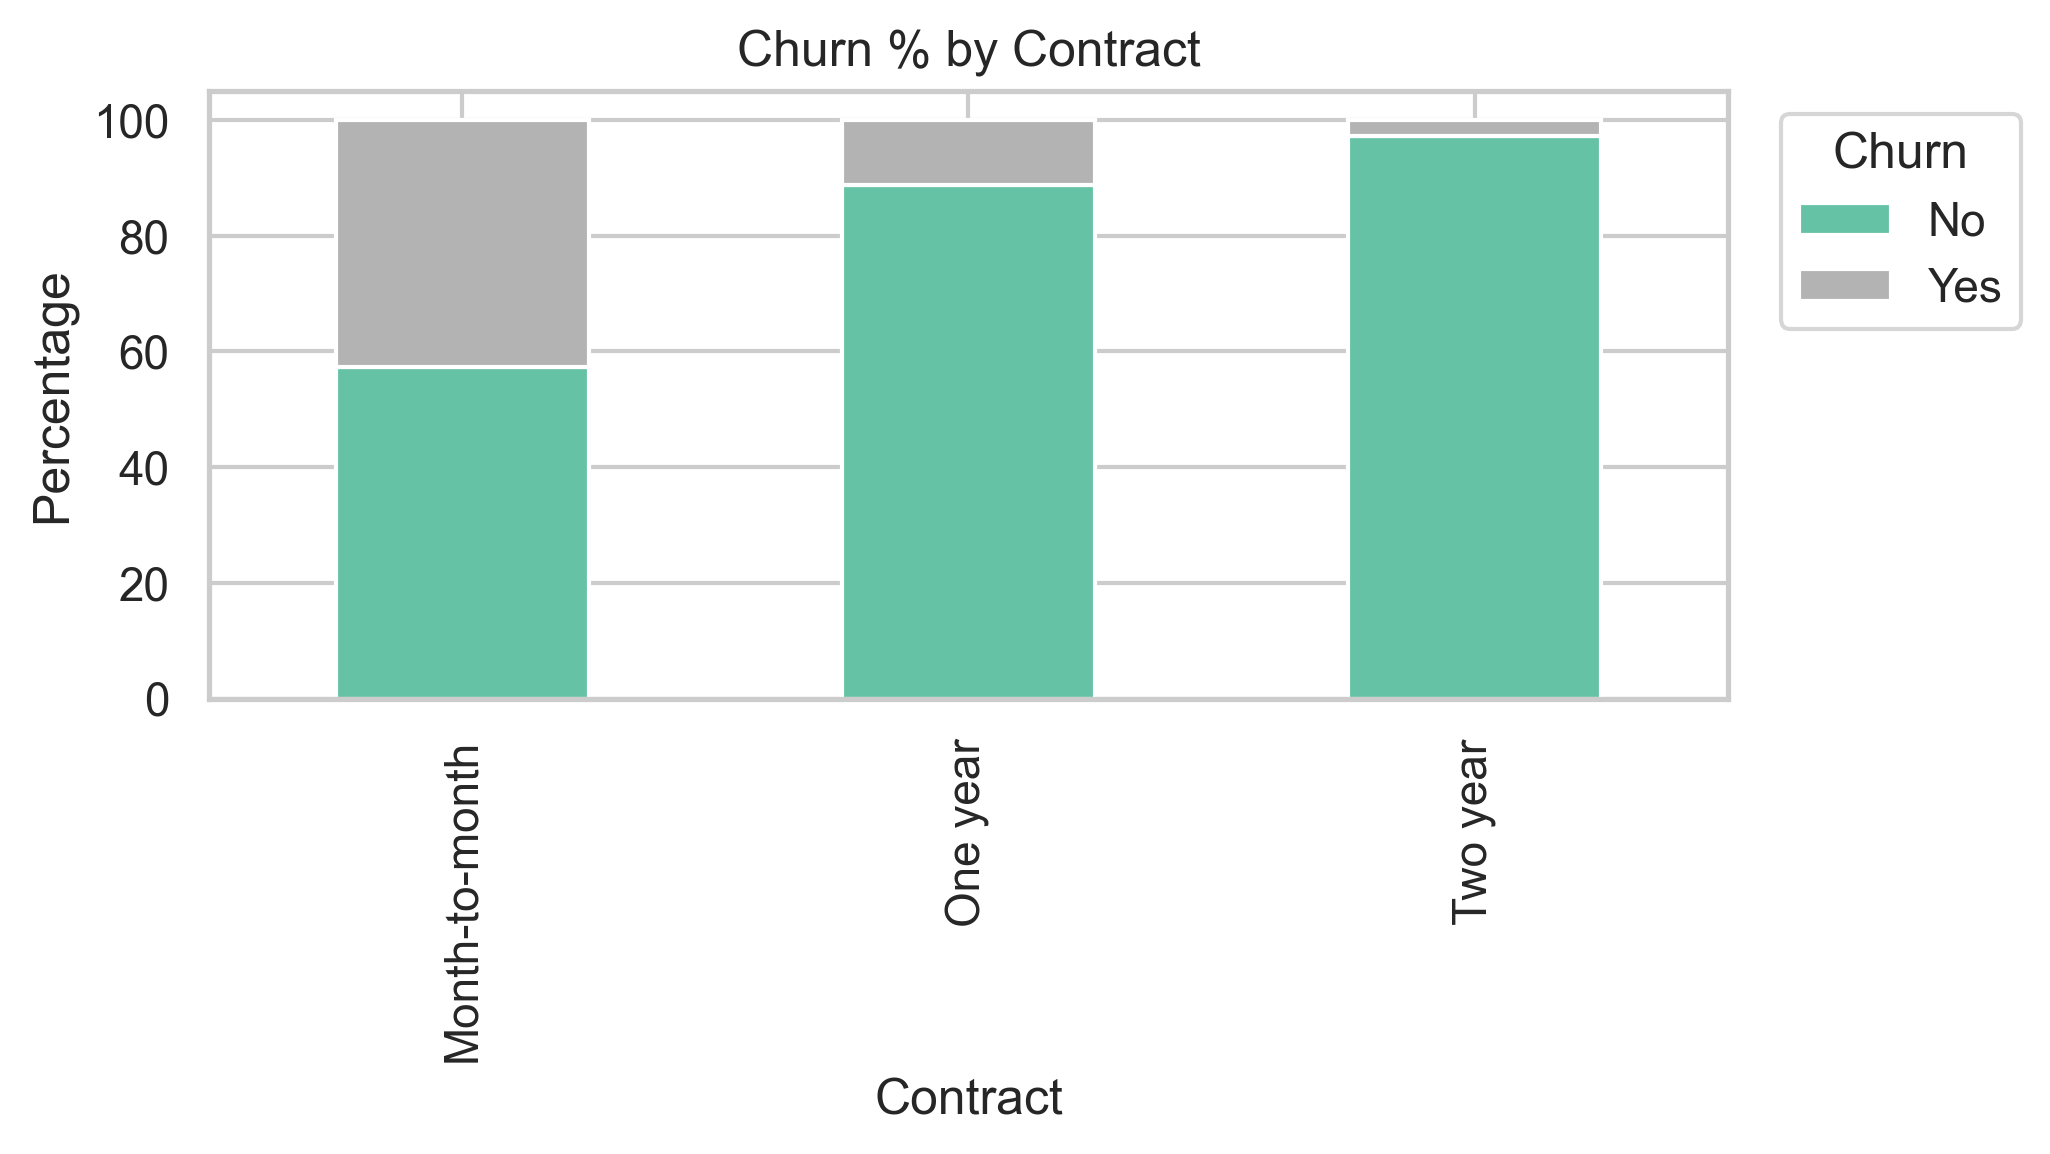 Churn % by Contract
Percentage
100
80
60
40
20
0
Month-to-month
One year
Two year
Contract
Churn
No
Yes